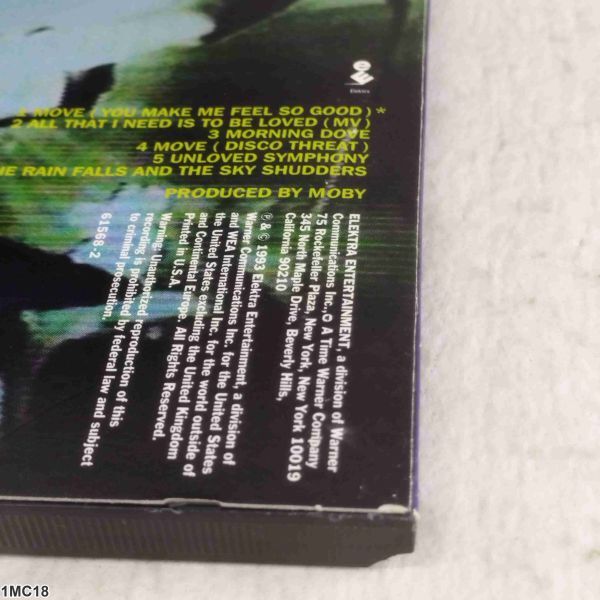 Elektra
1 MOVE ( YOU MAKE ME FEEL SO GOOD ) *
2 ALL THAT I NEED IS TO BE LOVED ( MV )
3 MORNING DOVE
4 MOVE ( DISCO THREAT )
5 UNLOVED SYMPHONY
RAIN FALLS AND THE SKY SHUDDERS
PRODUCED BY MOBY
ELEKTRA ENTERTAINMENT, a division of Warner
Communications Inc., A Time Warner Company
75 Rockefeller Plaza, New York, New York 10019
345 North Maple Drive, Beverly Hills,
California 90210
℗ & © 1993 Elektra Entertainment, a division of
Warner Communications Inc. for the United States
and WEA International Inc. for the world outside of
the United States excluding the United Kingdom
and Continental Europe. All Rights Reserved.
Printed in U.S.A.
Warning: Unauthorized reproduction of this
recording is prohibited by federal law and subject
to criminal prosecution.
61568-2
1MC18